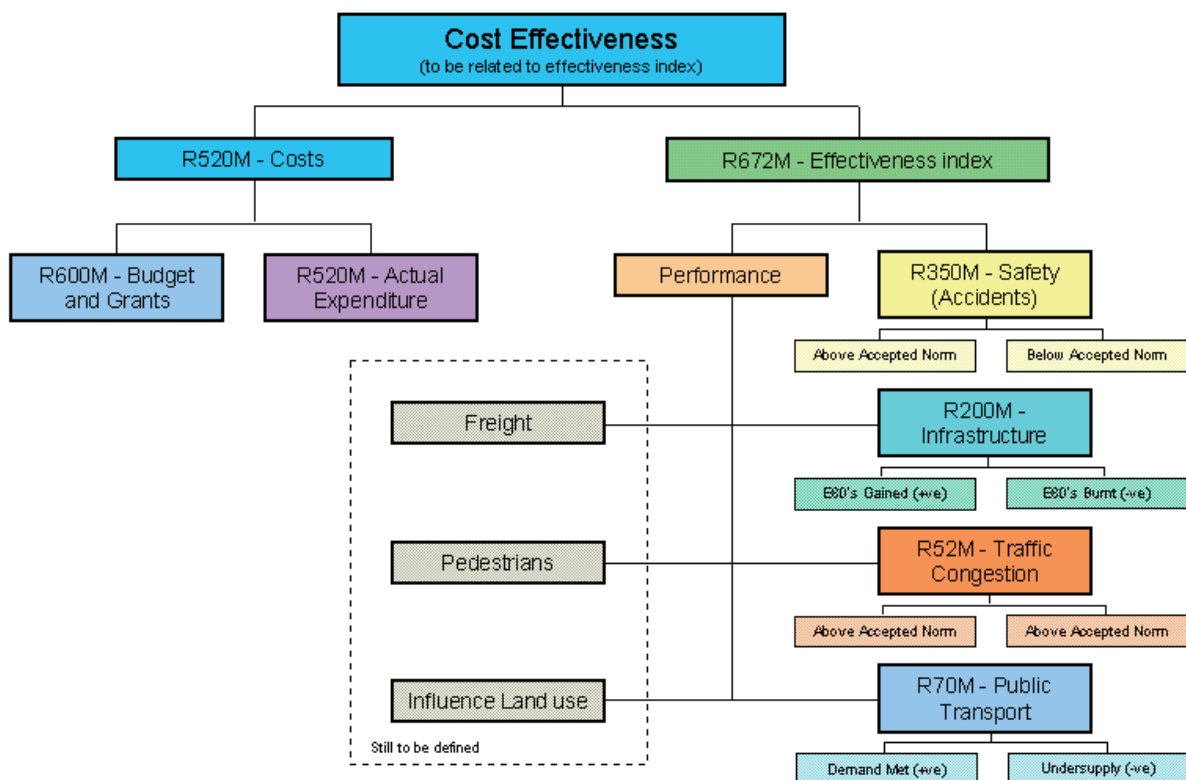 Cost Effectiveness
(to be related to effectiveness index)
R520M - Costs
R672M - Effectiveness index
R600M - Budget
and Grants
R520M - Actual
Expenditure
Performance
R350M - Safety
(Accidents)
Above Accepted Norm
Below Accepted Norm
Freight
R200M -
Infrastructure
E80's Gained (+ve)
E80's Burnt (-ve)
Pedestrians
R52M - Traffic
Congestion
Above Accepted Norm
Above Accepted Norm
Influence Land use
R70M - Public
Transport
Still to be defined
Demand Met (+ve)
Undersupply (-ve)